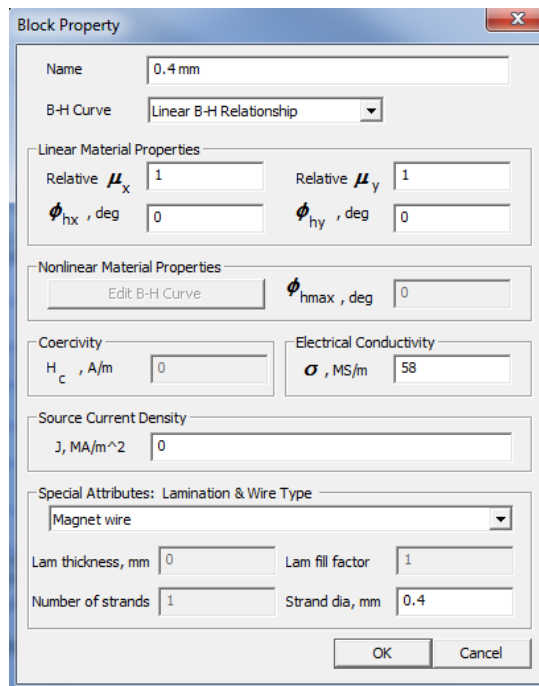 Block Property
Name 0.4 mm
B-H Curve Linear B-H Relationship
Linear Material Properties
Relative μx 1 Relative μy 1
ϕhx , deg 0 ϕhy , deg 0
Nonlinear Material Properties
Edit B-H Curve ϕhmax , deg 0
Coercivity Electrical Conductivity
Hc , A/m 0 σ , MS/m 58
Source Current Density
J, MA/m^2 0
Special Attributes: Lamination & Wire Type
Magnet wire
Lam thickness, mm 0 Lam fill factor 1
Number of strands 1 Strand dia, mm 0.4
OK Cancel